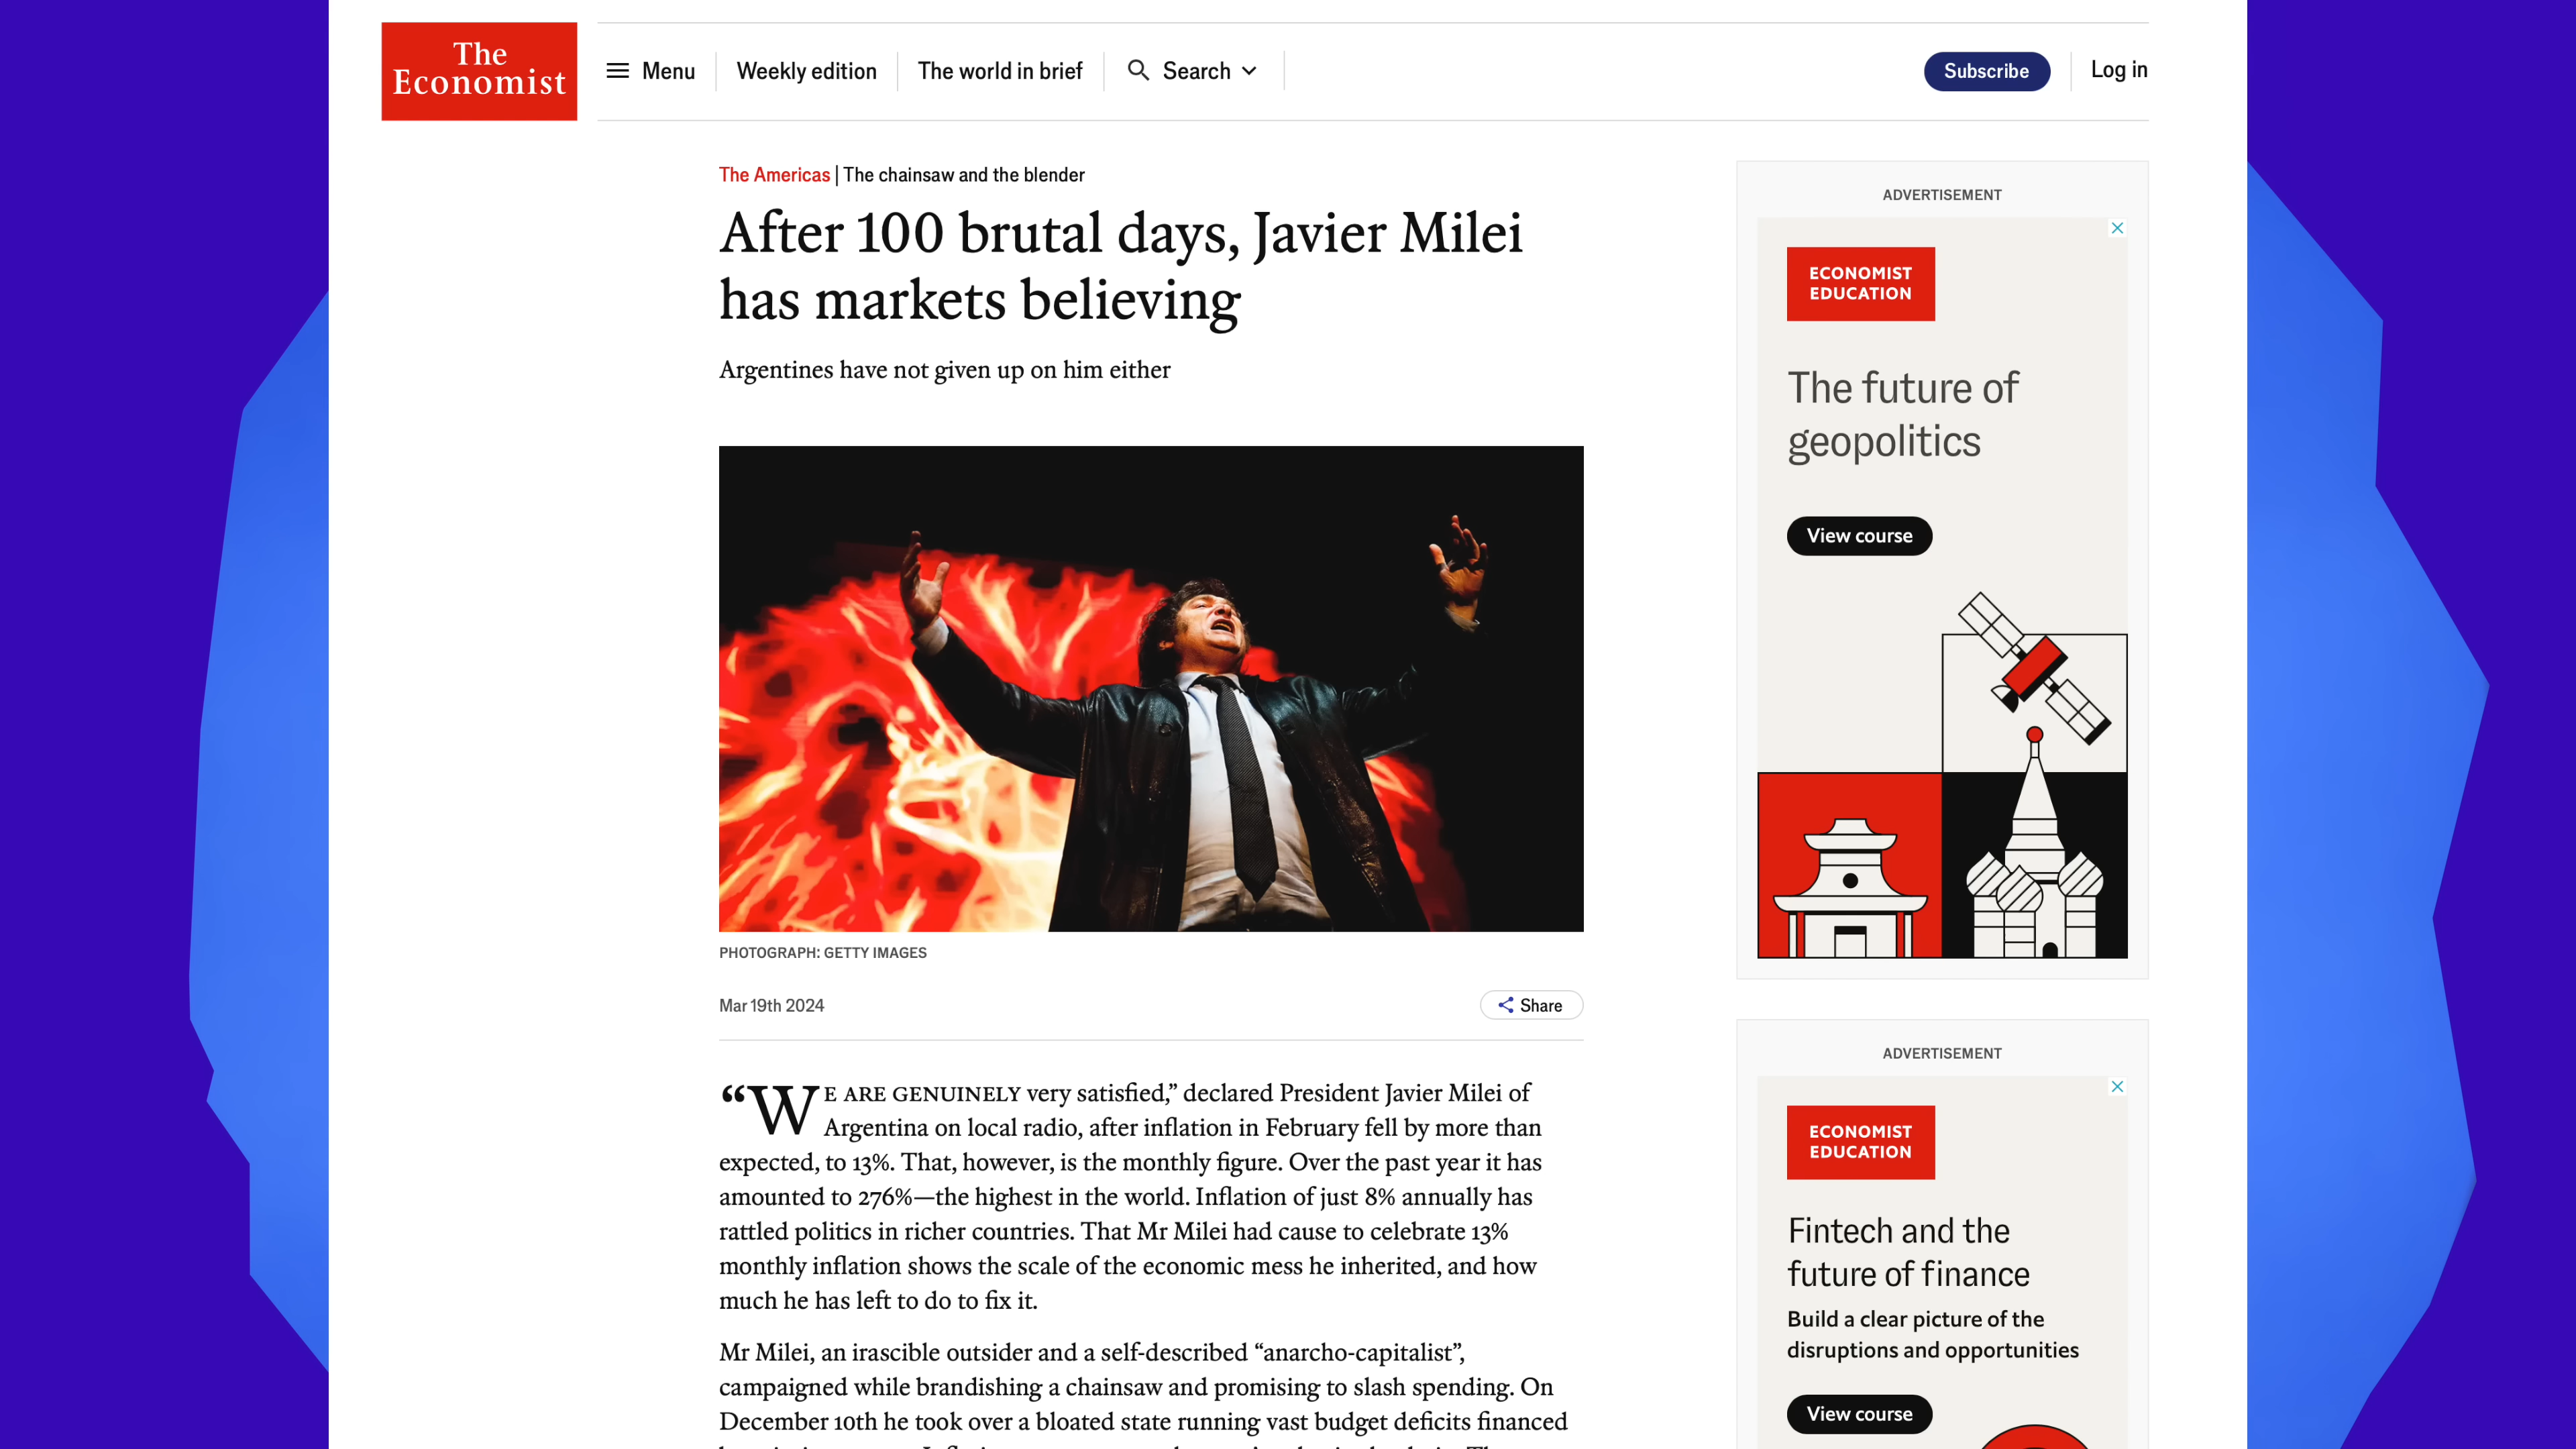 The
Economist
Menu
Weekly edition
The world in brief
Search
Subscribe
Log in
The Americas | The chainsaw and the blender
After 100 brutal days, Javier Milei
has markets believing
Argentines have not given up on him either
PHOTOGRAPH: GETTY IMAGES
Mar 19th 2024
Share
“WE ARE GENUINELY very satisfied,” declared President Javier Milei of
Argentina on local radio, after inflation in February fell by more than
expected, to 13%. That, however, is the monthly figure. Over the past year it has
amounted to 276%—the highest in the world. Inflation of just 8% annually has
rattled politics in richer countries. That Mr Milei had cause to celebrate 13%
monthly inflation shows the scale of the economic mess he inherited, and how
much he has left to do to fix it.
Mr Milei, an irascible outsider and a self-described “anarcho-capitalist”,
campaigned while brandishing a chainsaw and promising to slash spending. On
December 10th he took over a bloated state running vast budget deficits financed
ADVERTISEMENT
ECONOMIST
EDUCATION
The future of
geopolitics
View course
ADVERTISEMENT
ECONOMIST
EDUCATION
Fintech and the
future of finance
Build a clear picture of the
disruptions and opportunities
View course